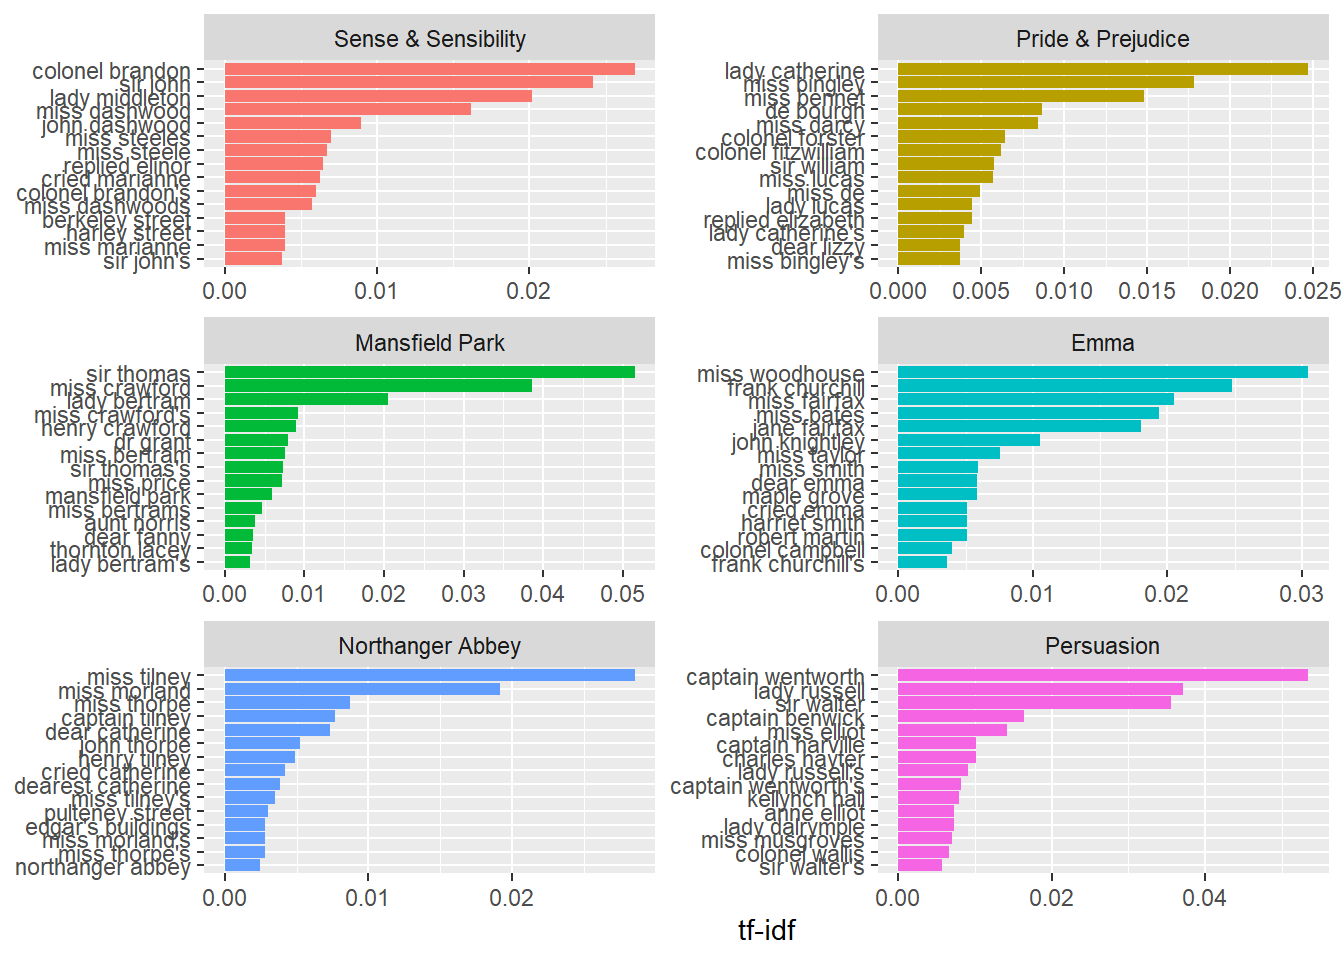 Sense & Sensibility
colonel brandon
sir john
lady middleton
miss dashwood
john dashwood
miss steeles
miss steele
replied elinor
cried marianne
colonel brandon's
miss dashwoods
berkeley street
harley street
miss marianne
sir john's
0.00 0.01 0.02
Pride & Prejudice
lady catherine
miss bingley
miss bennet
de bourgh
miss darcy
colonel forster
colonel fitzwilliam
sir william
miss lucas
miss de
lady lucas
replied elizabeth
lady catherine's
dear lizzy
miss bingley's
0.000 0.005 0.010 0.015 0.020 0.025
Mansfield Park
sir thomas
miss crawford
lady bertram
miss crawford's
henry crawford
dr grant
miss bertram
sir thomas's
miss price
mansfield park
miss bertrams
aunt norris
dear fanny
thornton lacey
lady bertram's
0.00 0.01 0.02 0.03 0.04 0.05
Emma
miss woodhouse
frank churchill
miss fairfax
miss bates
jane fairfax
john knightley
miss taylor
miss smith
dear emma
maple grove
cried emma
harriet smith
robert martin
colonel campbell
frank churchill's
0.00 0.01 0.02 0.03
Northanger Abbey
miss tilney
miss morland
miss thorpe
captain tilney
dear catherine
john thorpe
henry tilney
cried catherine
dearest catherine
miss tilney's
pulteney street
edgar's buildings
miss morland's
miss thorpe's
northanger abbey
0.00 0.01 0.02
Persuasion
captain wentworth
lady russell
sir walter
captain benwick
miss elliot
captain harville
charles hayter
lady russell's
captain wentworth's
kellynch hall
anne elliot
lady dalrymple
miss musgroves
colonel wallis
sir walter's
0.00 0.02 0.04
tf-idf